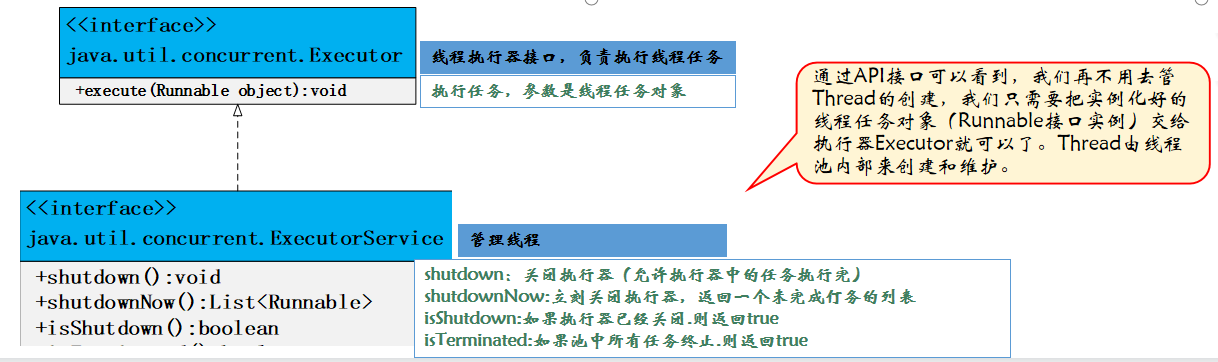 <<interface>>
java.util.concurrent.Executor
+execute(Runnable object):void
线程执行器接口，负责执行线程任务
执行任务，参数是线程任务对象
通过API接口可以看到，我们再不用去管
Thread的创建，我们只需要把实例化好的
线程任务对象（Runnable接口实例）交给
执行器Executor就可以了。Thread由线程
池内部来创建和维护。
<<interface>>
java.util.concurrent.ExecutorService
管理线程
+shutdown():void
+shutdownNow():List<Runnable>
+isShutdown():boolean
shutdown：关闭执行器（允许执行器中的任务执行完）
shutdownNow:立刻关闭执行器，返回一个未完成任务的列表
isShutdown:如果执行器已经关闭.则返回true
isTerminated:如果池中所有任务终止.则返回true